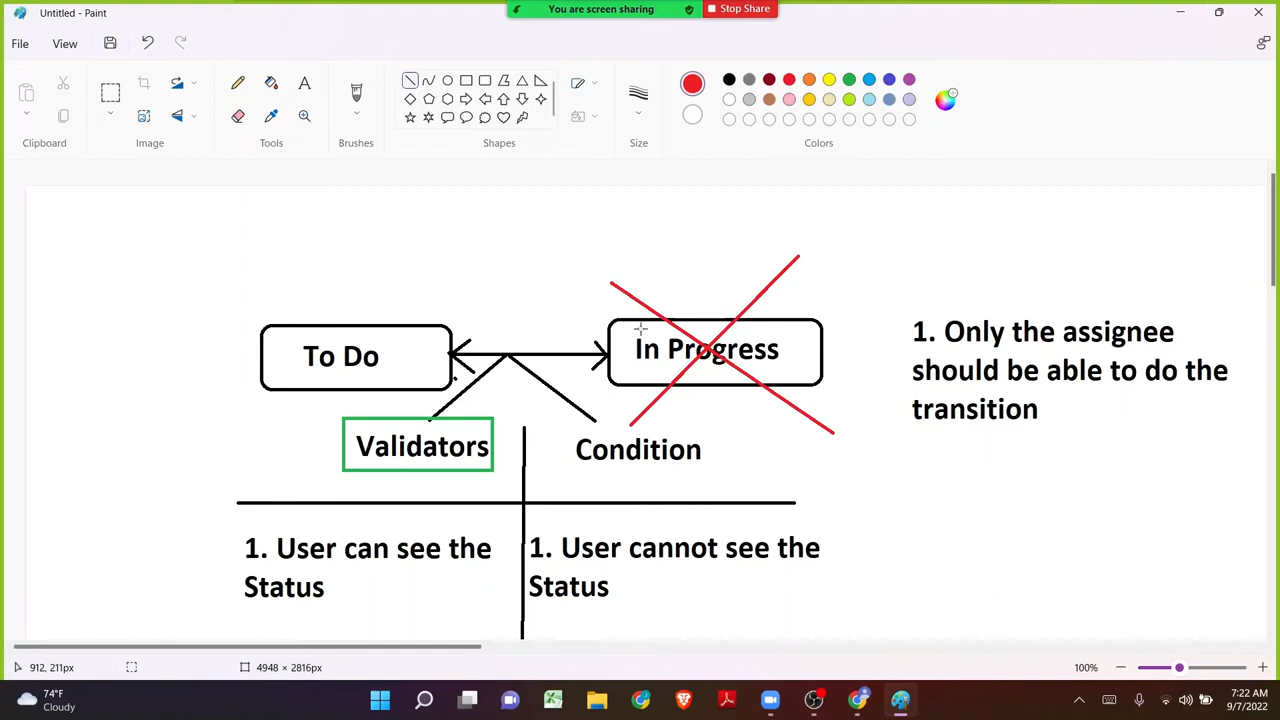 You are screen sharing
Stop Share
Untitled - Paint
File
View
Clipboard
Image
Tools
Brushes
Shapes
Size
Colors
To Do
In Progress
1. Only the assignee
should be able to do the
transition
Validators
Condition
1. User can see the
Status
1. User cannot see the
Status
912, 211px
4948 × 2816px
100%
74°F
Cloudy
7:22 AM
9/7/2022